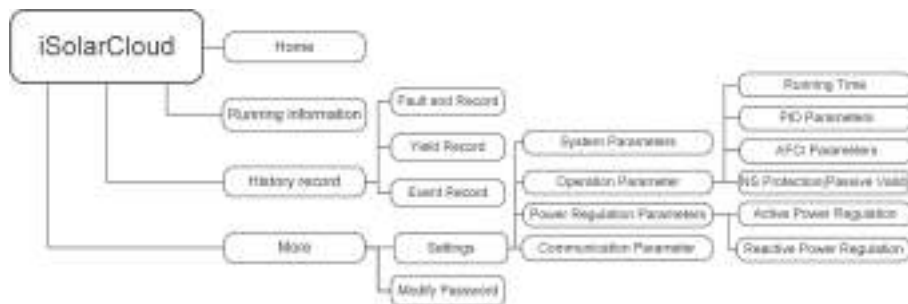 iSolarCloud
Home
Running information
Fault and Record
History record
Yield Record
Event Record
More
Settings
Modify Password
System Parameters
Operation Parameter
Power Regulation Parameters
Communication Parameter
Running Time
PID Parameters
AFCI Parameters
NS Protection(Passive Valid)
Active Power Regulation
Reactive Power Regulation